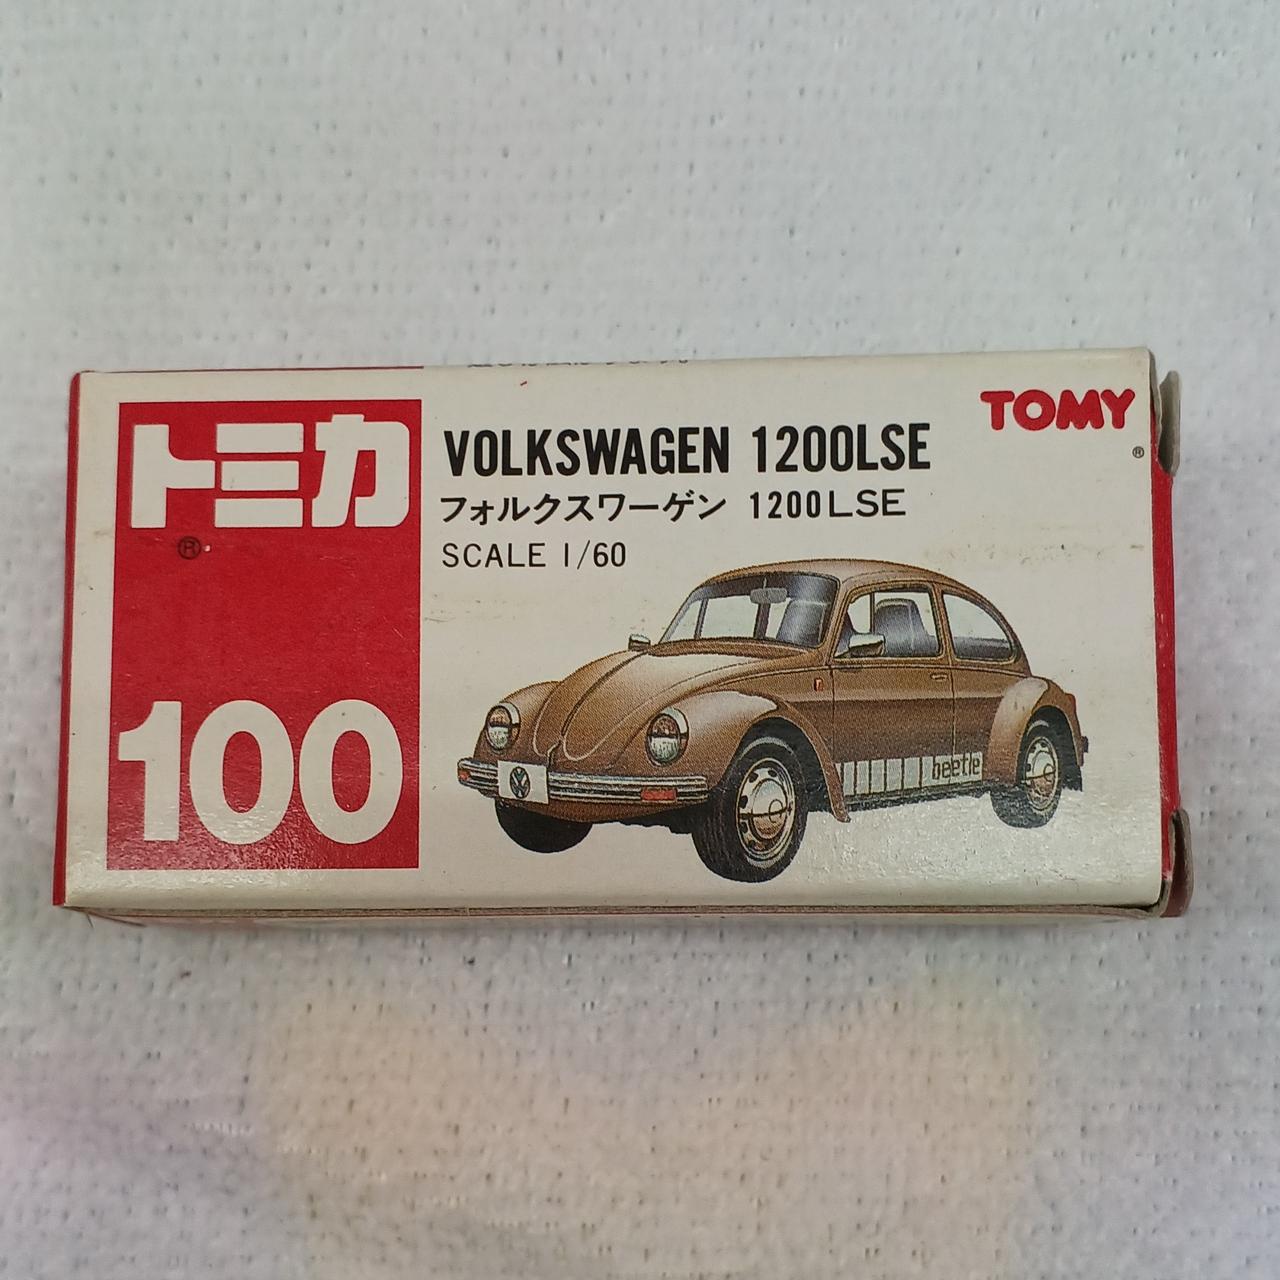 トミカ
®
100
VOLKSWAGEN 1200LSE
フォルクスワーゲン 1200LSE
SCALE 1/60
TOMY
®
beetle